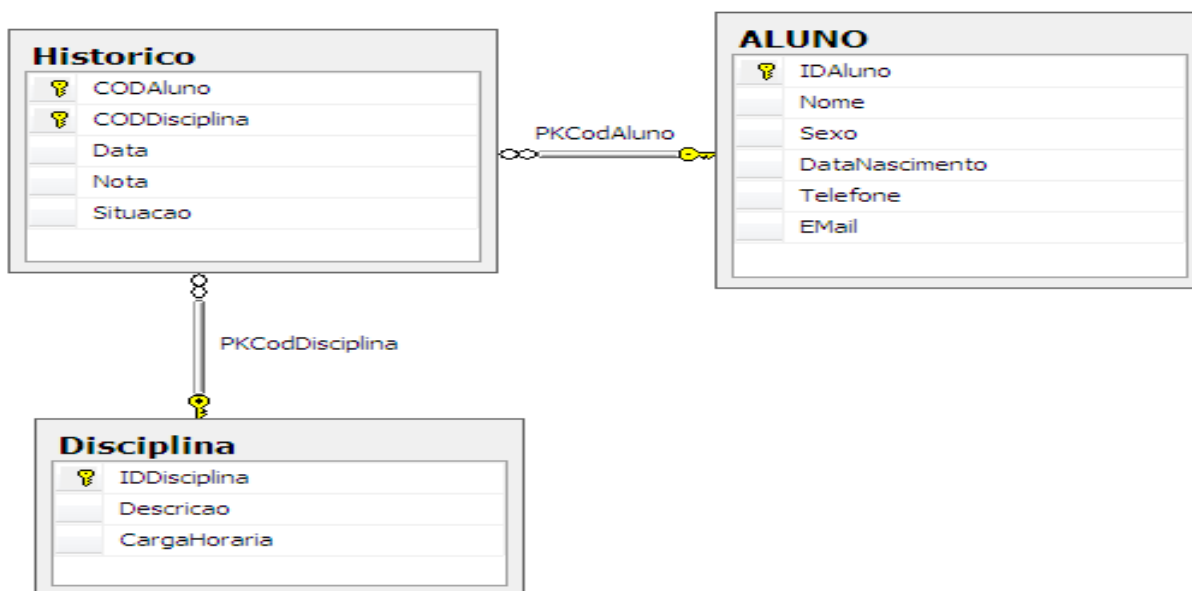 Historico
CODAluno
CODDisciplina
Data
Nota
Situacao
PKCodAluno
ALUNO
IDAluno
Nome
Sexo
DataNascimento
Telefone
EMail
PKCodDisciplina
Disciplina
IDDisciplina
Descricao
CargaHoraria